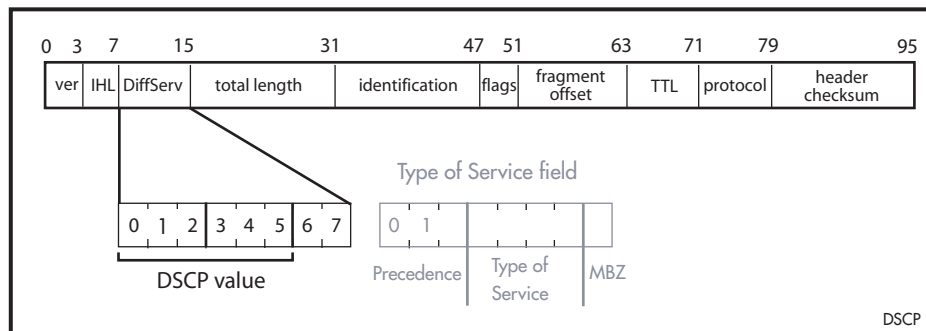 0 3 7 15 31 47 51 63 71 79 95
ver IHL DiffServ total length identification flags fragment offset TTL protocol header checksum
Type of Service field
0 1 2 3 4 5 6 7
0 1
DSCP value
Precedence
Type of
Service
MBZ
DSCP